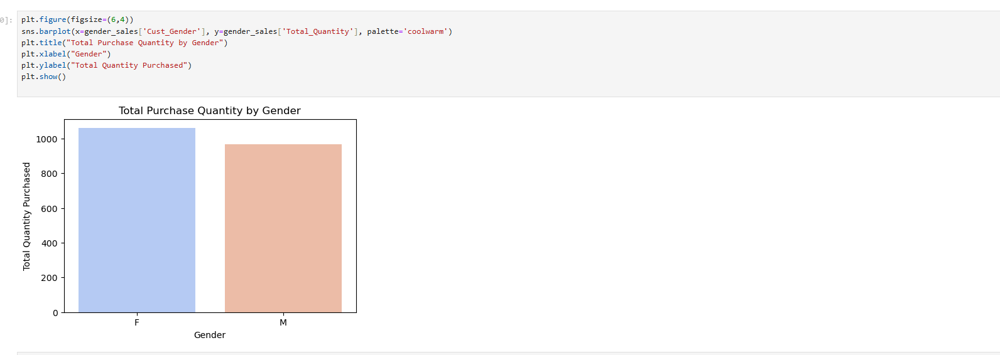 0]:
plt.figure(figsize=(6,4))
sns.barplot(x=gender_sales['Cust_Gender'], y=gender_sales['Total_Quantity'], palette='coolwarm')
plt.title("Total Purchase Quantity by Gender")
plt.xlabel("Gender")
plt.ylabel("Total Quantity Purchased")
plt.show()
Total Purchase Quantity by Gender
Total Quantity Purchased
1000
800
600
400
200
0
F M
Gender